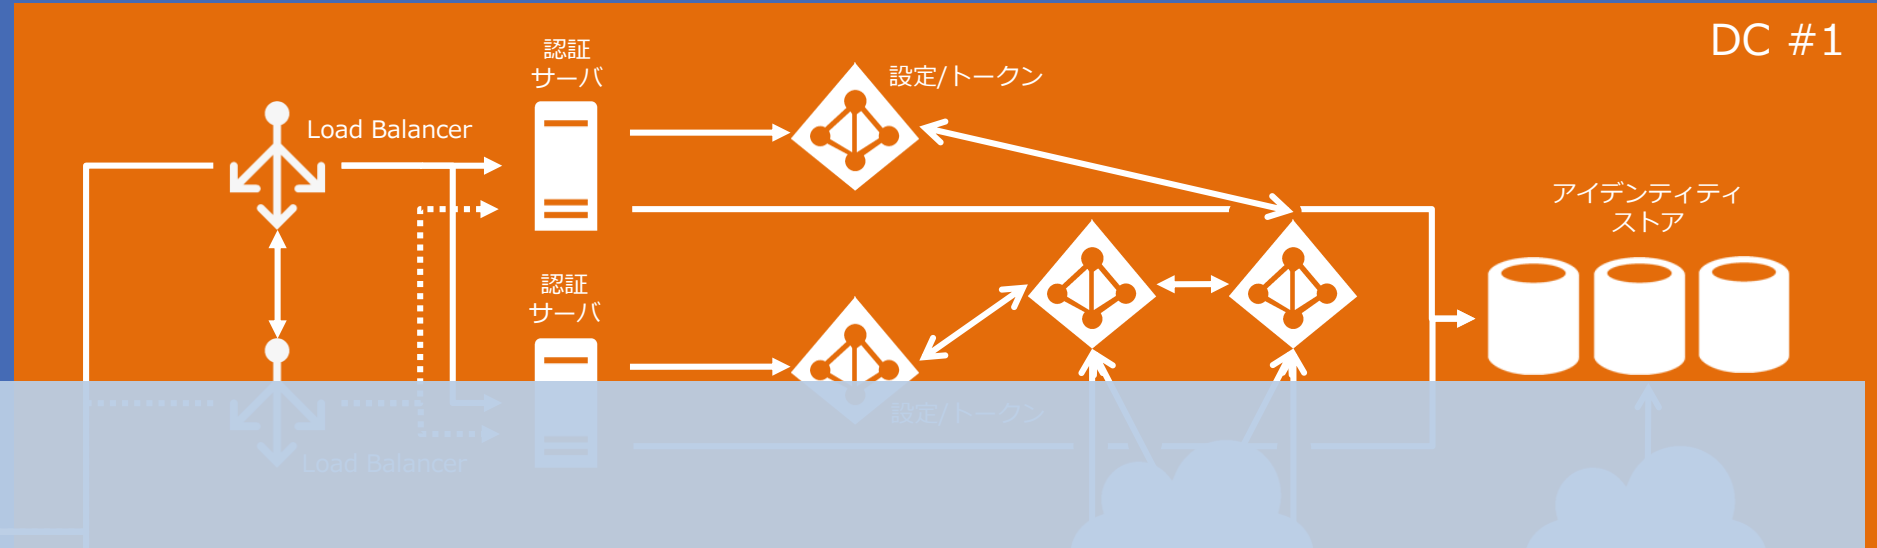 DC #1
認証
サーバ
設定/トークン
Load Balancer
アイデンティティ
ストア
認証
サーバ
設定/トークン
Load Balancer